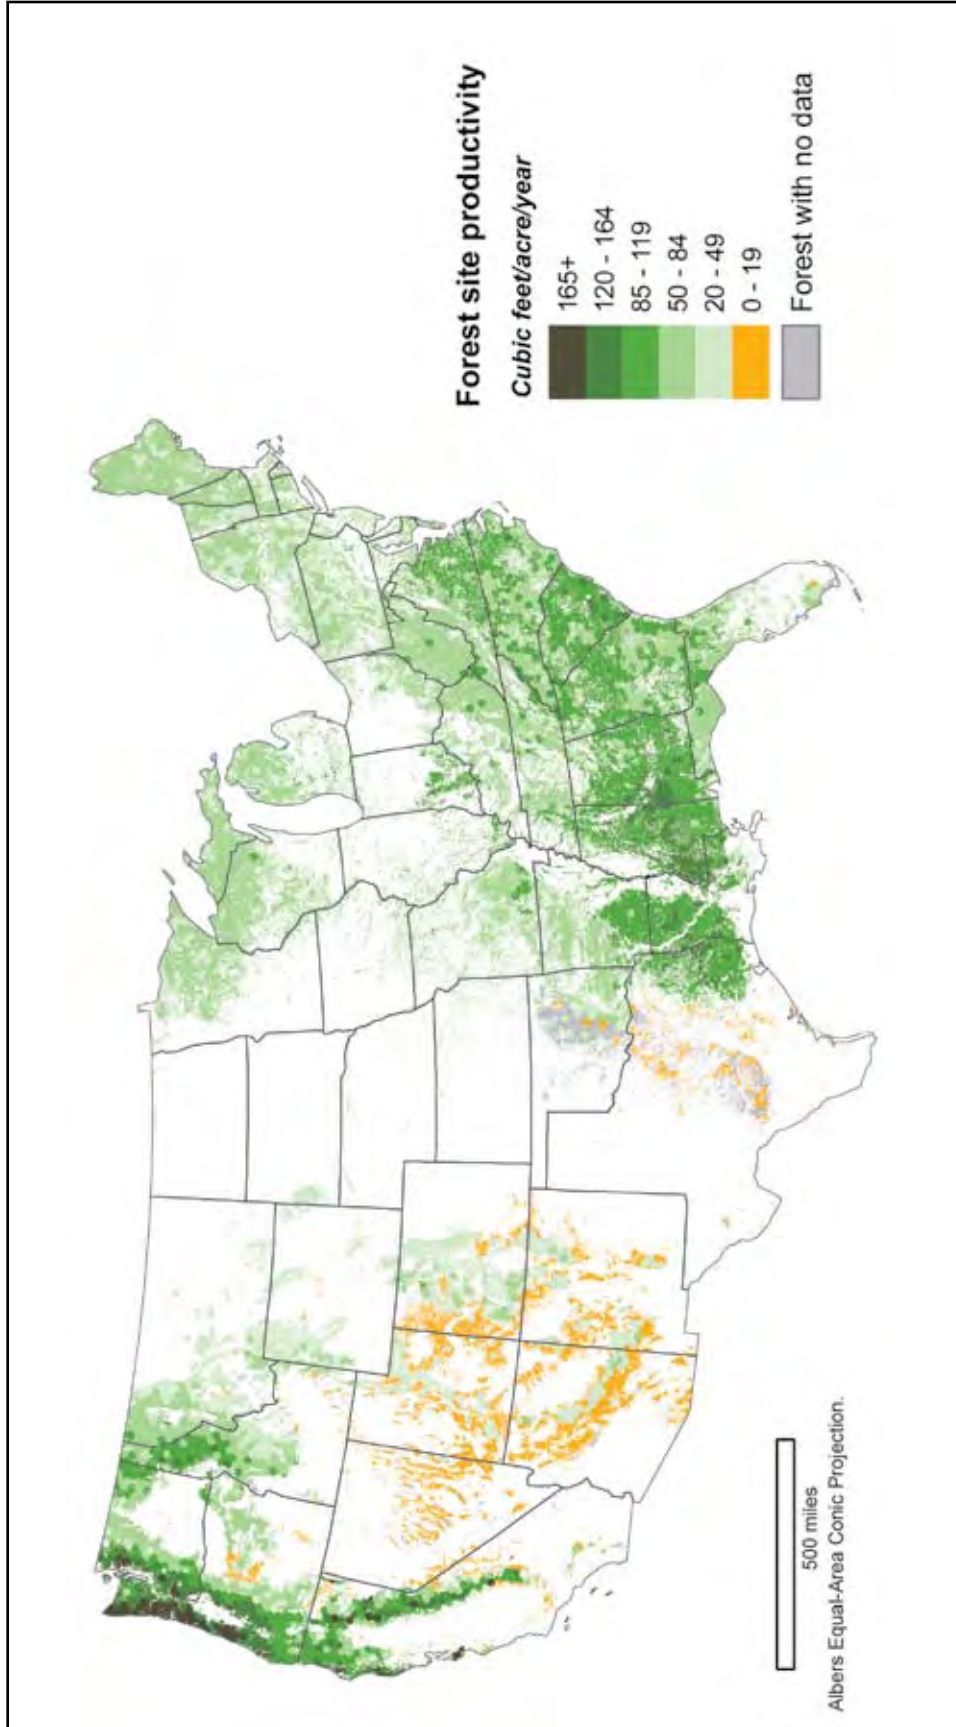 Forest site productivity
Cubic feet/acre/year
165+
120 - 164
85 - 119
50 - 84
20 - 49
0 - 19
Forest with no data
500 miles
Albers Equal-Area Conic Projection.